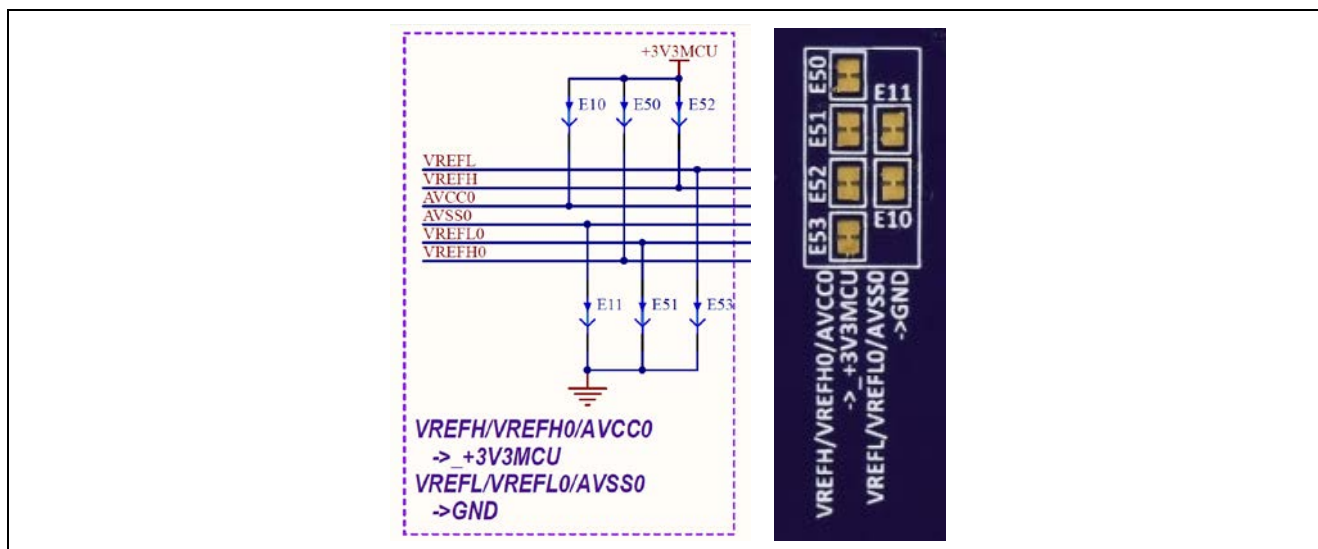 +3V3MCU
E10
E50
E52
VREFL
VREFH
AVCC0
AVSS0
VREFL0
VREFH0
E11
E51
E53
VREFH/VREFH0/AVCC0
->_+3V3MCU
VREFL/VREFL0/AVSS0
->GND
E50
E51
E52
E53
E11
E10
VREFH/VREFH0/AVCC0
->_+3V3MCU
VREFL/VREFL0/AVSS0
->GND